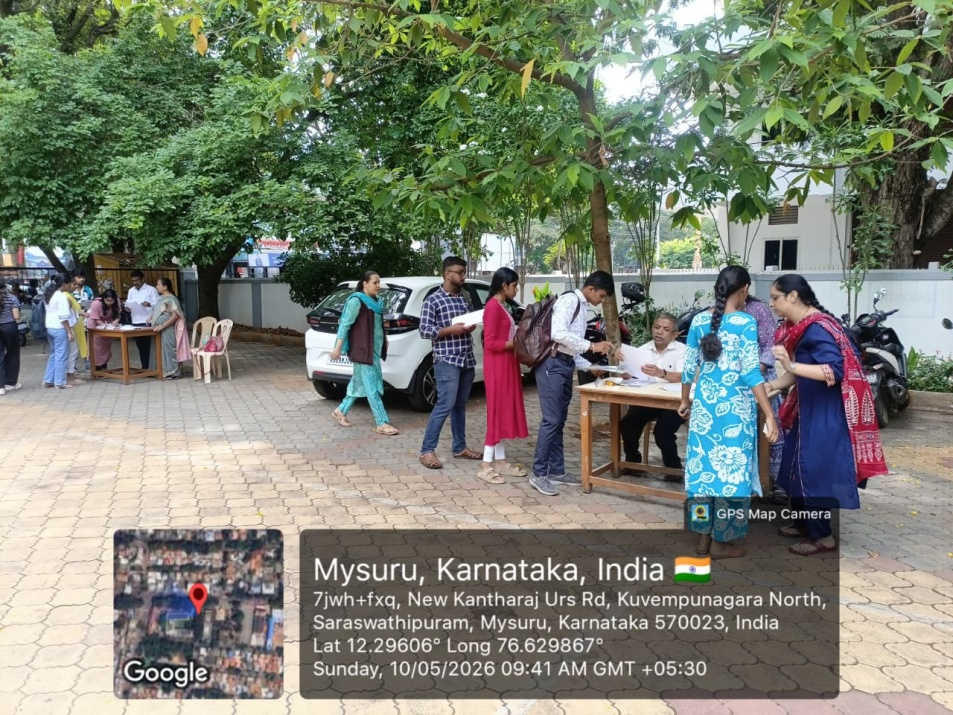 GPS Map Camera
Mysuru, Karnataka, India
7jwh+fxq, New Kantharaj Urs Rd, Kuvempunagara North,
Saraswathipuram, Mysuru, Karnataka 570023, India
Lat 12.29606° Long 76.629867°
Sunday, 10/05/2026 09:41 AM GMT +05:30
Google